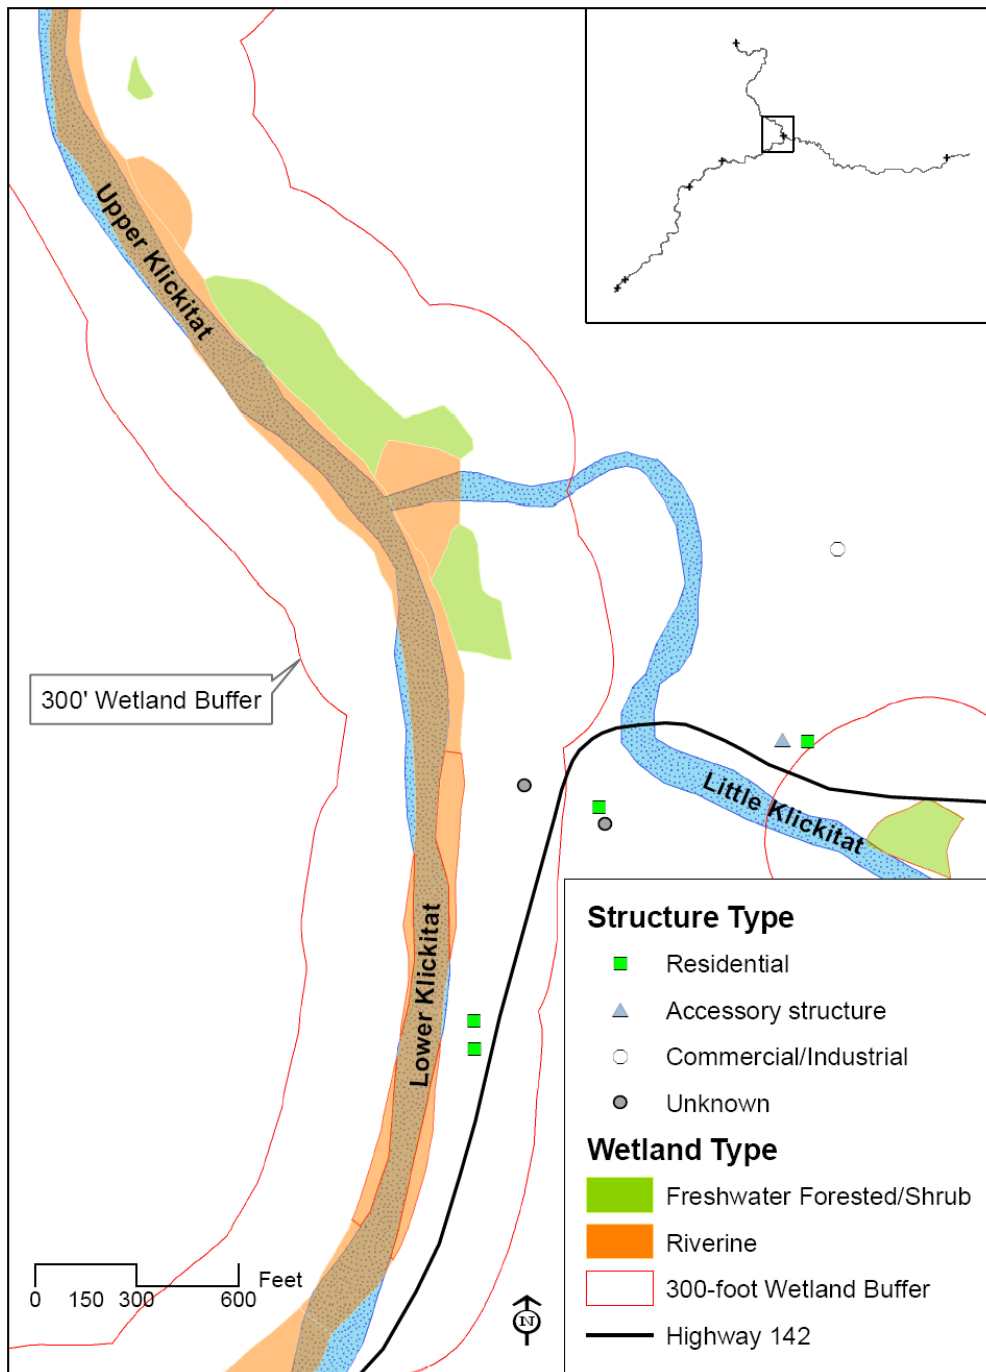 Upper Klickitat
300' Wetland Buffer
Little Klickitat
Lower Klickitat
Structure Type
Residential
Accessory structure
Commercial/Industrial
Unknown
Wetland Type
Freshwater Forested/Shrub
Riverine
300-foot Wetland Buffer
Highway 142
Feet
0 150 300 600
N